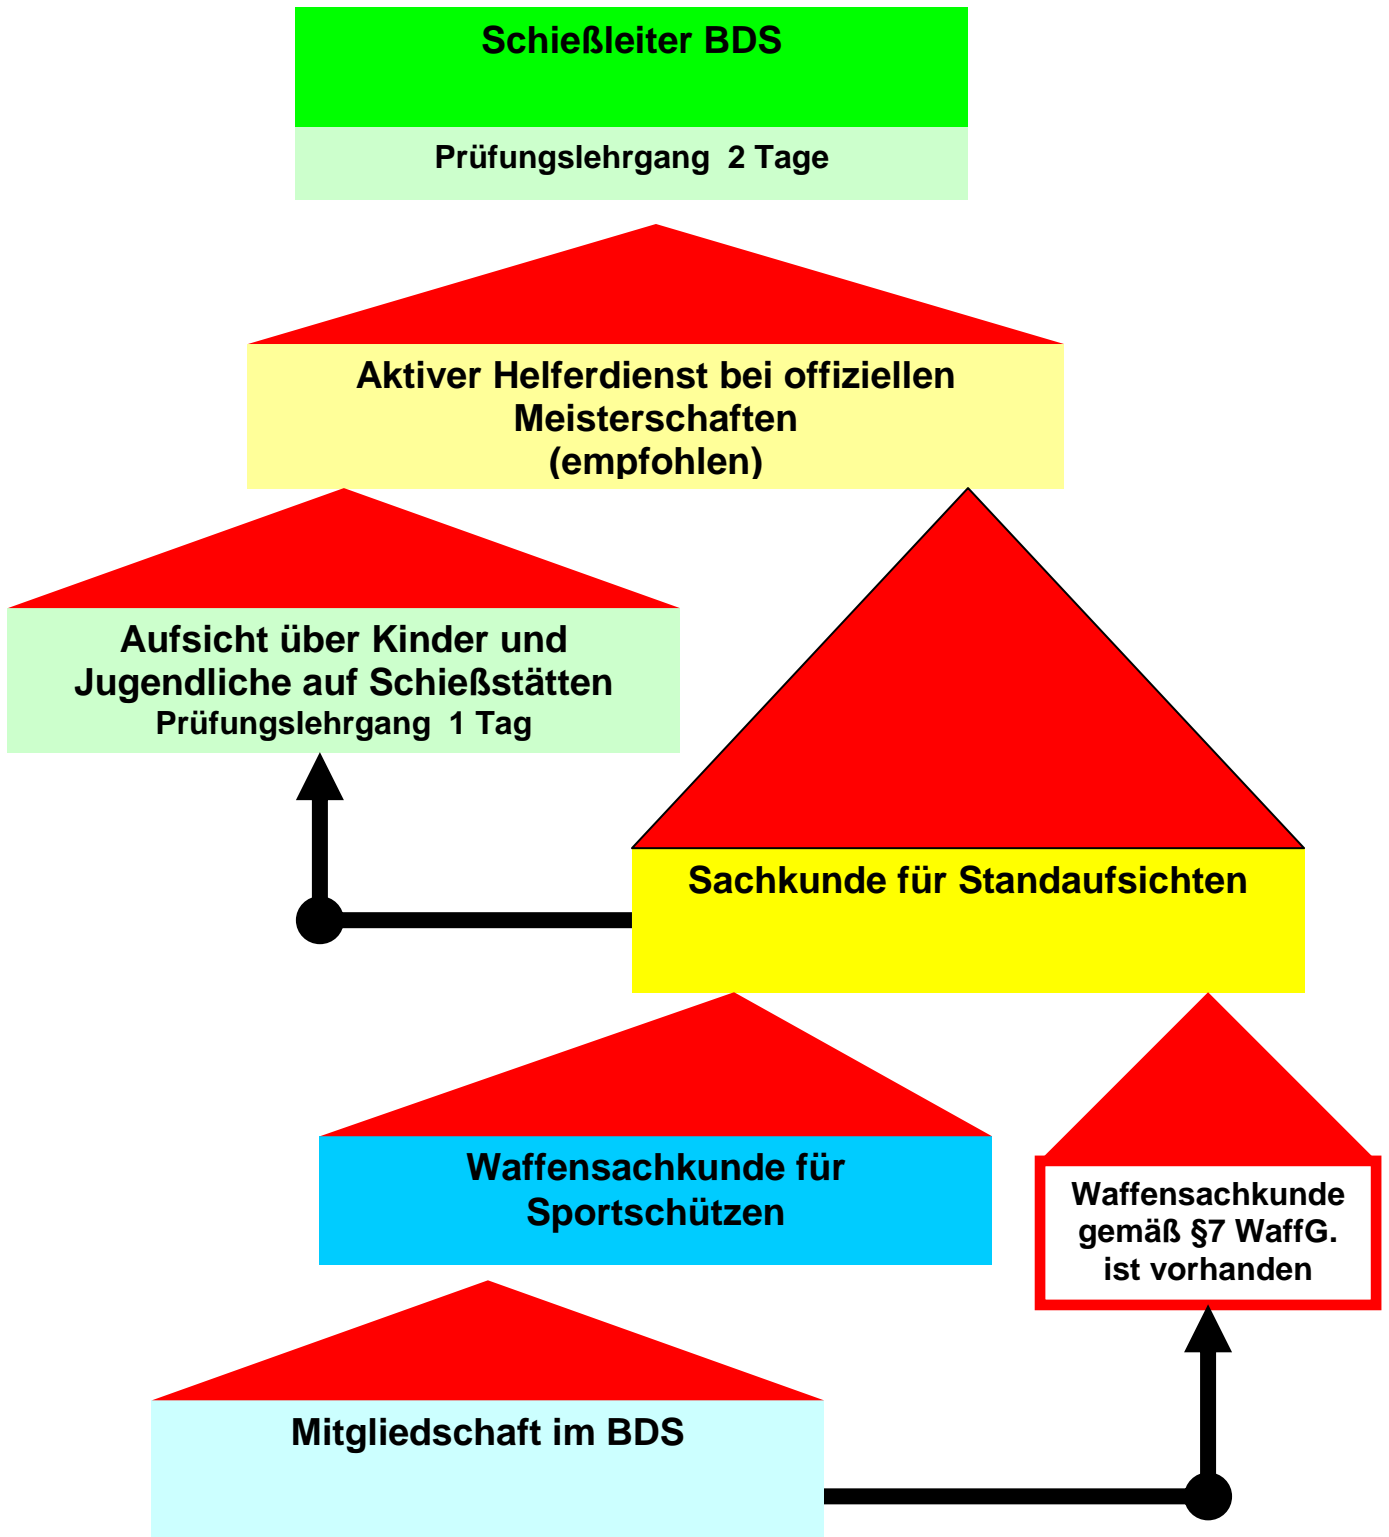 Schießleiter BDS
Prüfungslehrgang 2 Tage
Aktiver Helferdienst bei offiziellen
Meisterschaften
(empfohlen)
Aufsicht über Kinder und
Jugendliche auf Schießstätten
Prüfungslehrgang 1 Tag
Sachkunde für Standaufsichten
Waffensachkunde für
Sportschützen
Waffensachkunde
gemäß §7 WaffG.
ist vorhanden
Mitgliedschaft im BDS